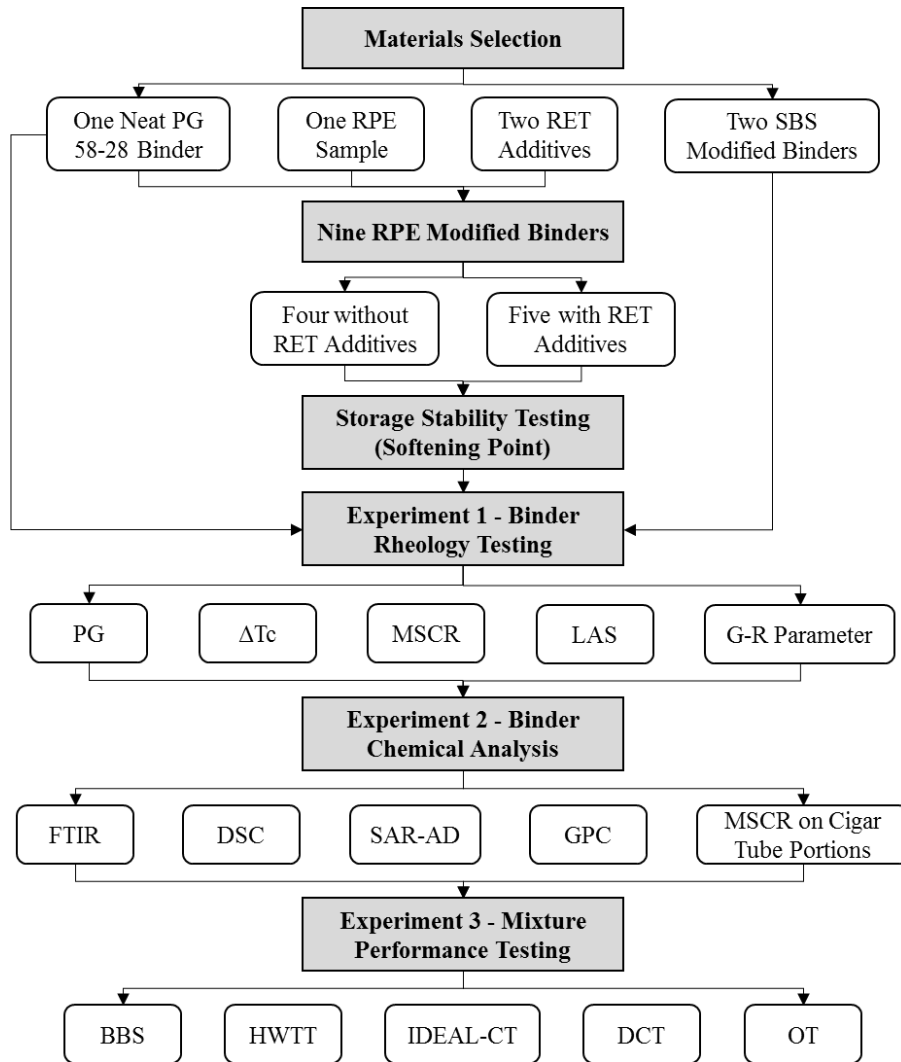 Materials Selection
One Neat PG
58-28 Binder
One RPE
Sample
Two RET
Additives
Two SBS
Modified Binders
Nine RPE Modified Binders
Four without
RET Additives
Five with RET
Additives
Storage Stability Testing
(Softening Point)
Experiment 1 - Binder
Rheology Testing
PG
ΔTc
MSCR
LAS
G-R Parameter
Experiment 2 - Binder
Chemical Analysis
FTIR
DSC
SAR-AD
GPC
MSCR on Cigar
Tube Portions
Experiment 3 - Mixture
Performance Testing
BBS
HWTT
IDEAL-CT
DCT
OT